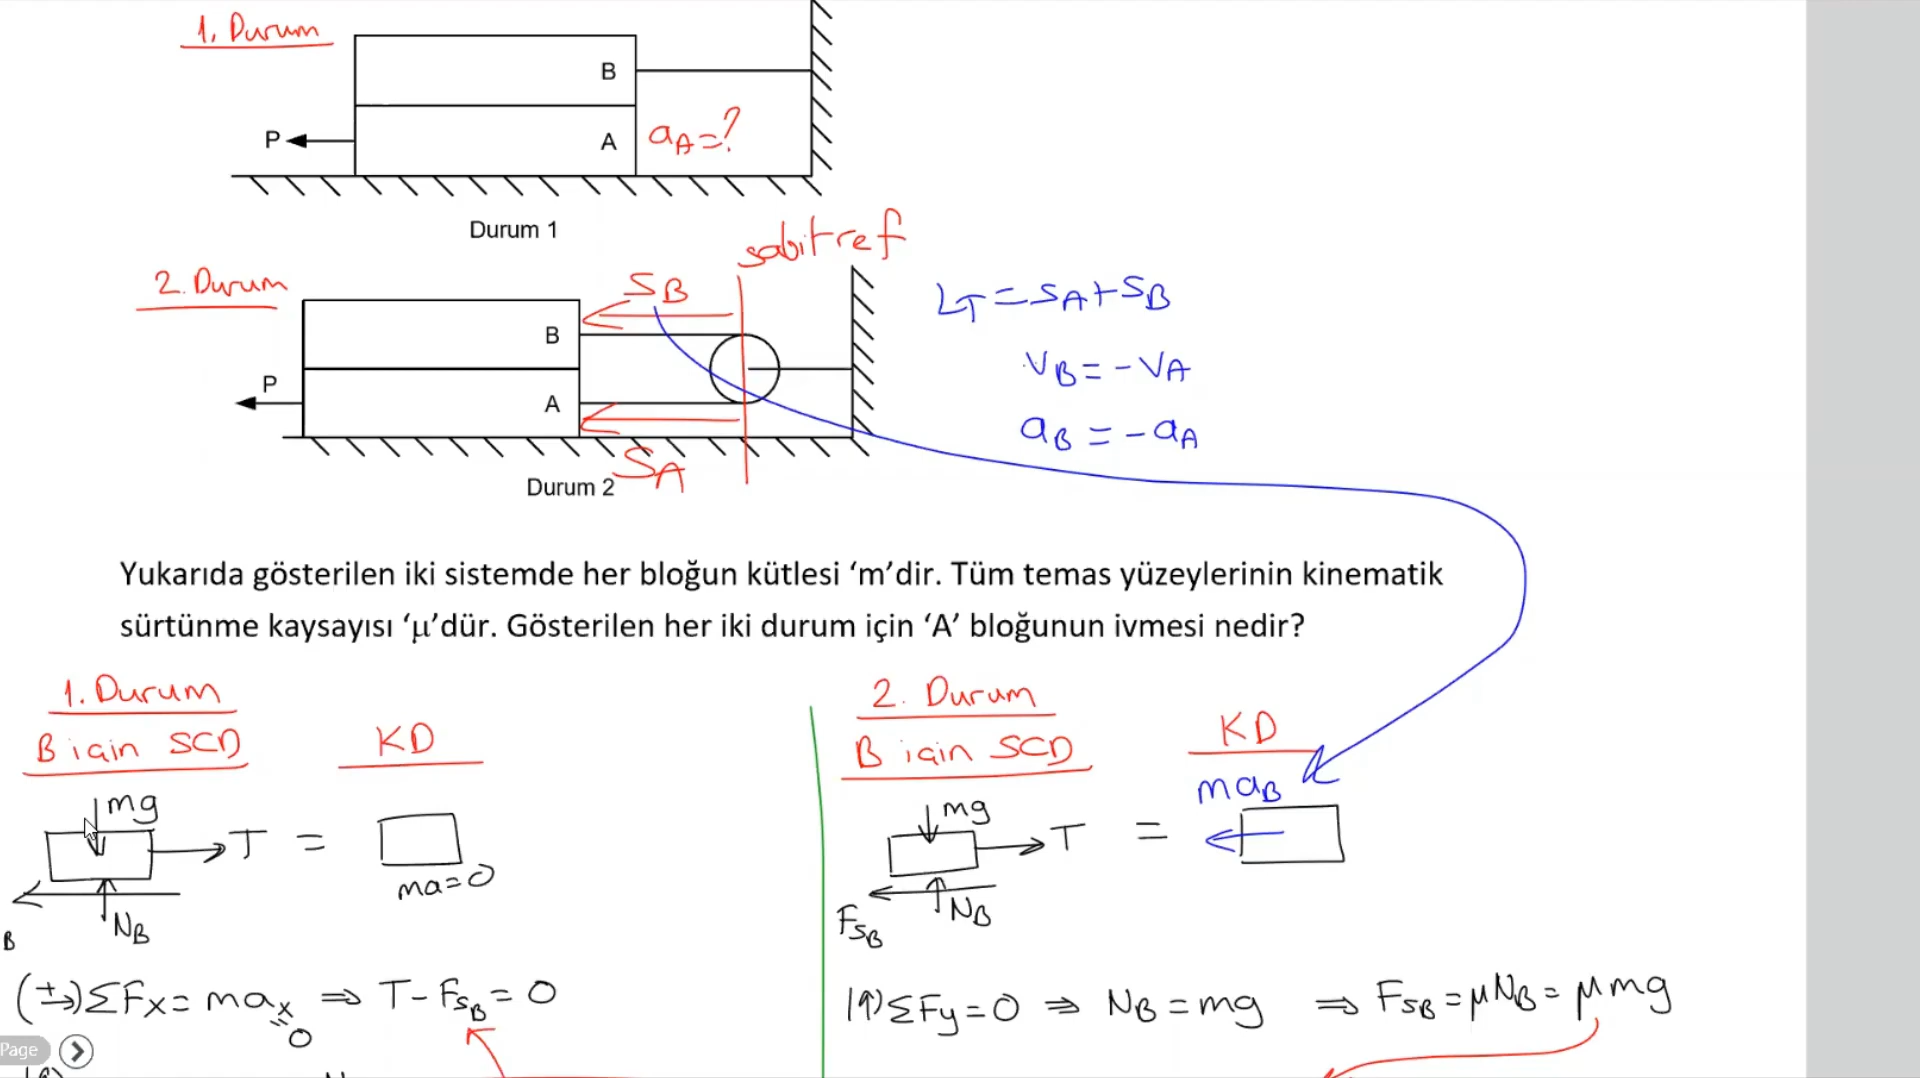 1. Durum
B
P
A
aA=?
Durum 1
sabit ref
2. Durum
SB
LT=SA+SB
B
VB=-VA
P
A
aB=-aA
SA
Durum 2
Yukarıda gösterilen iki sistemde her bloğun kütlesi ‘m’dir. Tüm temas yüzeylerinin kinematik
sürtünme kaysayısı ‘µ’dür. Gösterilen her iki durum için ‘A’ bloğunun ivmesi nedir?
1. Durum
B için SCD
KD
mg
T =
ma=0
NB
B
(±→)ΣFx=max ⇒ T-FsB=0
=0
2. Durum
B için SCD
KD
maB
mg
T =
NB
FsB
(↑)ΣFy=0 ⇒ NB=mg ⇒ FsB=µNB=µmg
Page